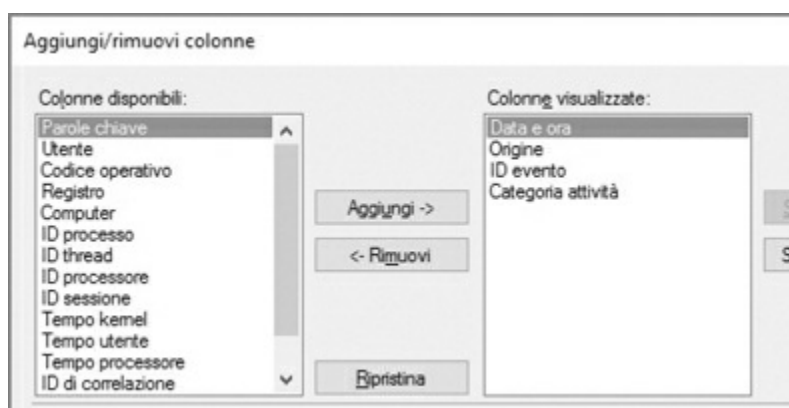 Aggiungi/rimuovi colonne
Colonne disponibili:
Parole chiave
Utente
Codice operativo
Registro
Computer
ID processo
ID thread
ID processore
ID sessione
Tempo kernel
Tempo utente
Tempo processore
ID di correlazione
Aggiungi ->
<- Rimuovi
Ripristina
Colonne visualizzate:
Data e ora
Origine
ID evento
Categoria attività